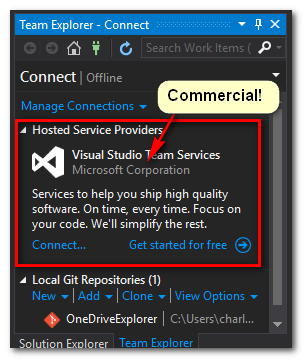 Team Explorer - Connect
Search Work Items (
Connect | Offline
Commercial!
Manage Connections
Hosted Service Providers
Visual Studio Team Services
Microsoft Corporation
Services to help you ship high quality
software. On time, every time. Focus on
your code. We'll simplify the rest.
Connect... Get started for free
Local Git Repositories (1)
New | Add | Clone | View Options
OneDriveExplorer | C:\Users\charl...
Solution Explorer Team Explorer